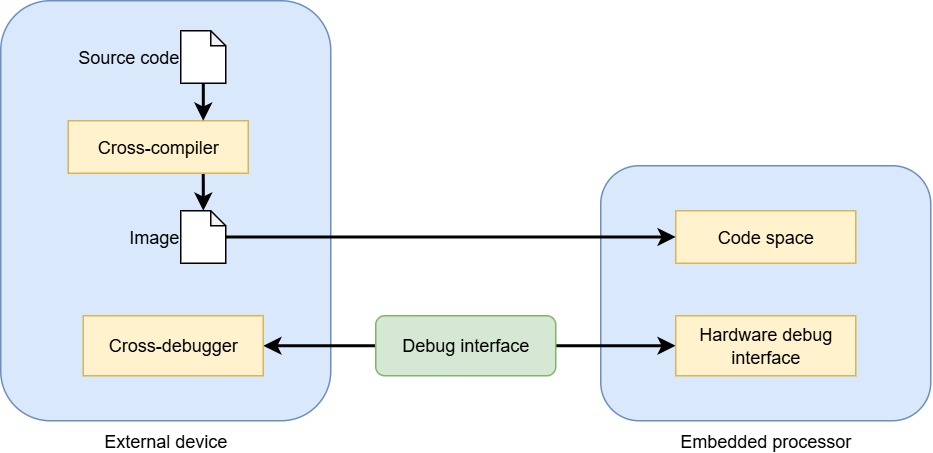 Source code
Cross-compiler
Image
Code space
Cross-debugger
Debug interface
Hardware debug
interface
External device
Embedded processor